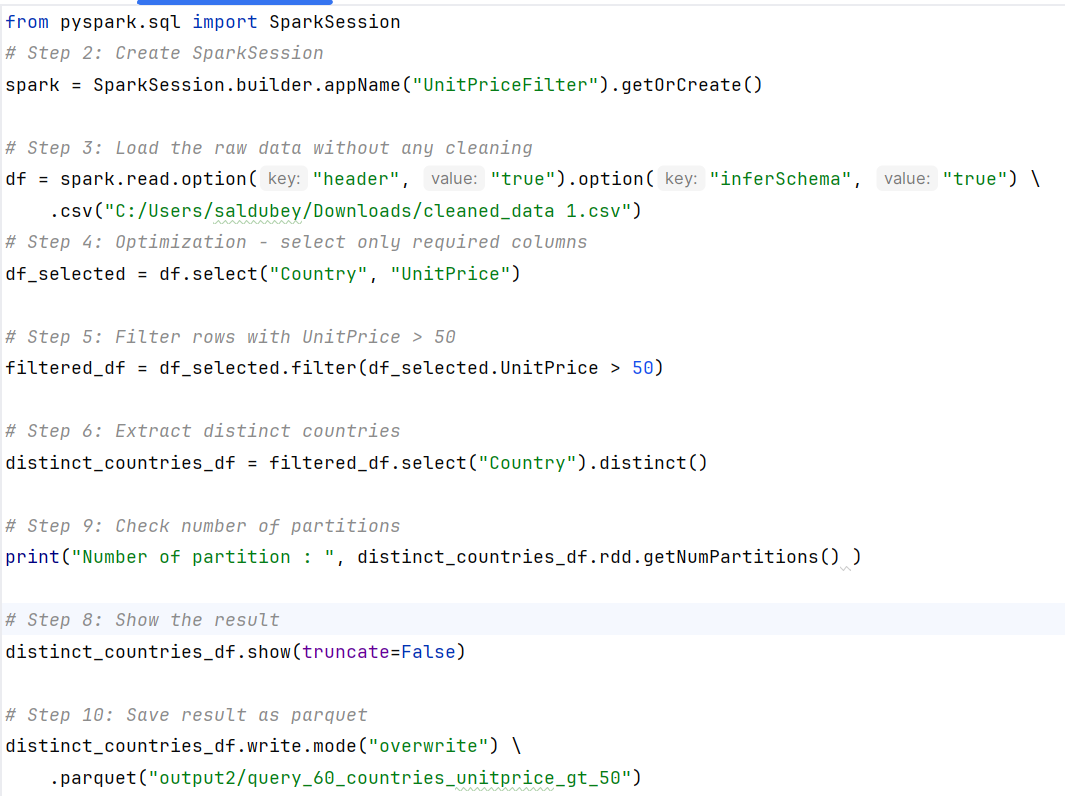 from pyspark.sql import SparkSession
# Step 2: Create SparkSession
spark = SparkSession.builder.appName("UnitPriceFilter").getOrCreate()
# Step 3: Load the raw data without any cleaning
df = spark.read.option( key: "header", value: "true").option( key: "inferSchema", value: "true") \
    .csv("C:/Users/saldubey/Downloads/cleaned_data 1.csv")
# Step 4: Optimization - select only required columns
df_selected = df.select("Country", "UnitPrice")
# Step 5: Filter rows with UnitPrice > 50
filtered_df = df_selected.filter(df_selected.UnitPrice > 50)
# Step 6: Extract distinct countries
distinct_countries_df = filtered_df.select("Country").distinct()
# Step 9: Check number of partitions
print("Number of partition : ", distinct_countries_df.rdd.getNumPartitions() )
# Step 8: Show the result
distinct_countries_df.show(truncate=False)
# Step 10: Save result as parquet
distinct_countries_df.write.mode("overwrite") \
    .parquet("output2/query_60_countries_unitprice_gt_50")